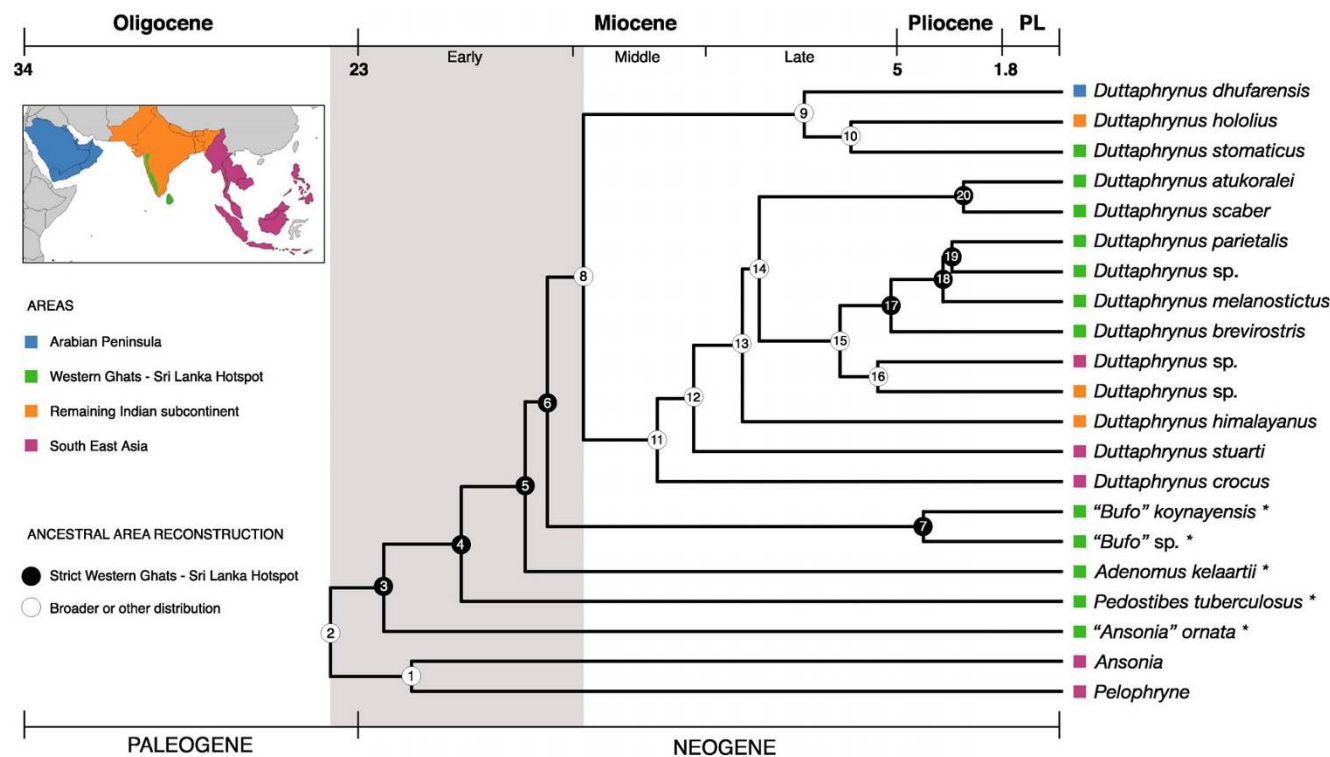 Oligocene Miocene Pliocene PL
Early Middle Late
34 23 5 1.8
Duttaphrynus dhufarensis
9
Duttaphrynus hololius
10
Duttaphrynus stomaticus
Duttaphrynus atukoralei
20
Duttaphrynus scaber
Duttaphrynus parietalis
19
Duttaphrynus sp.
14
8
18
Duttaphrynus melanostictus
17
Duttaphrynus brevirostris
15
13
Duttaphrynus sp.
16
Duttaphrynus sp.
12
6
Duttaphrynus himalayanus
11
Duttaphrynus stuarti
5
Duttaphrynus crocus
"Bufo" koynayensis *
7
"Bufo" sp. *
4
Adenomus kelaartii *
3
Pedostibes tuberculosus *
2
"Ansonia" ornata *
Ansonia
1
Pelophryne
AREAS
Arabian Peninsula
Western Ghats - Sri Lanka Hotspot
Remaining Indian subcontinent
South East Asia
ANCESTRAL AREA RECONSTRUCTION
Strict Western Ghats - Sri Lanka Hotspot
Broader or other distribution
PALEOGENE NEOGENE